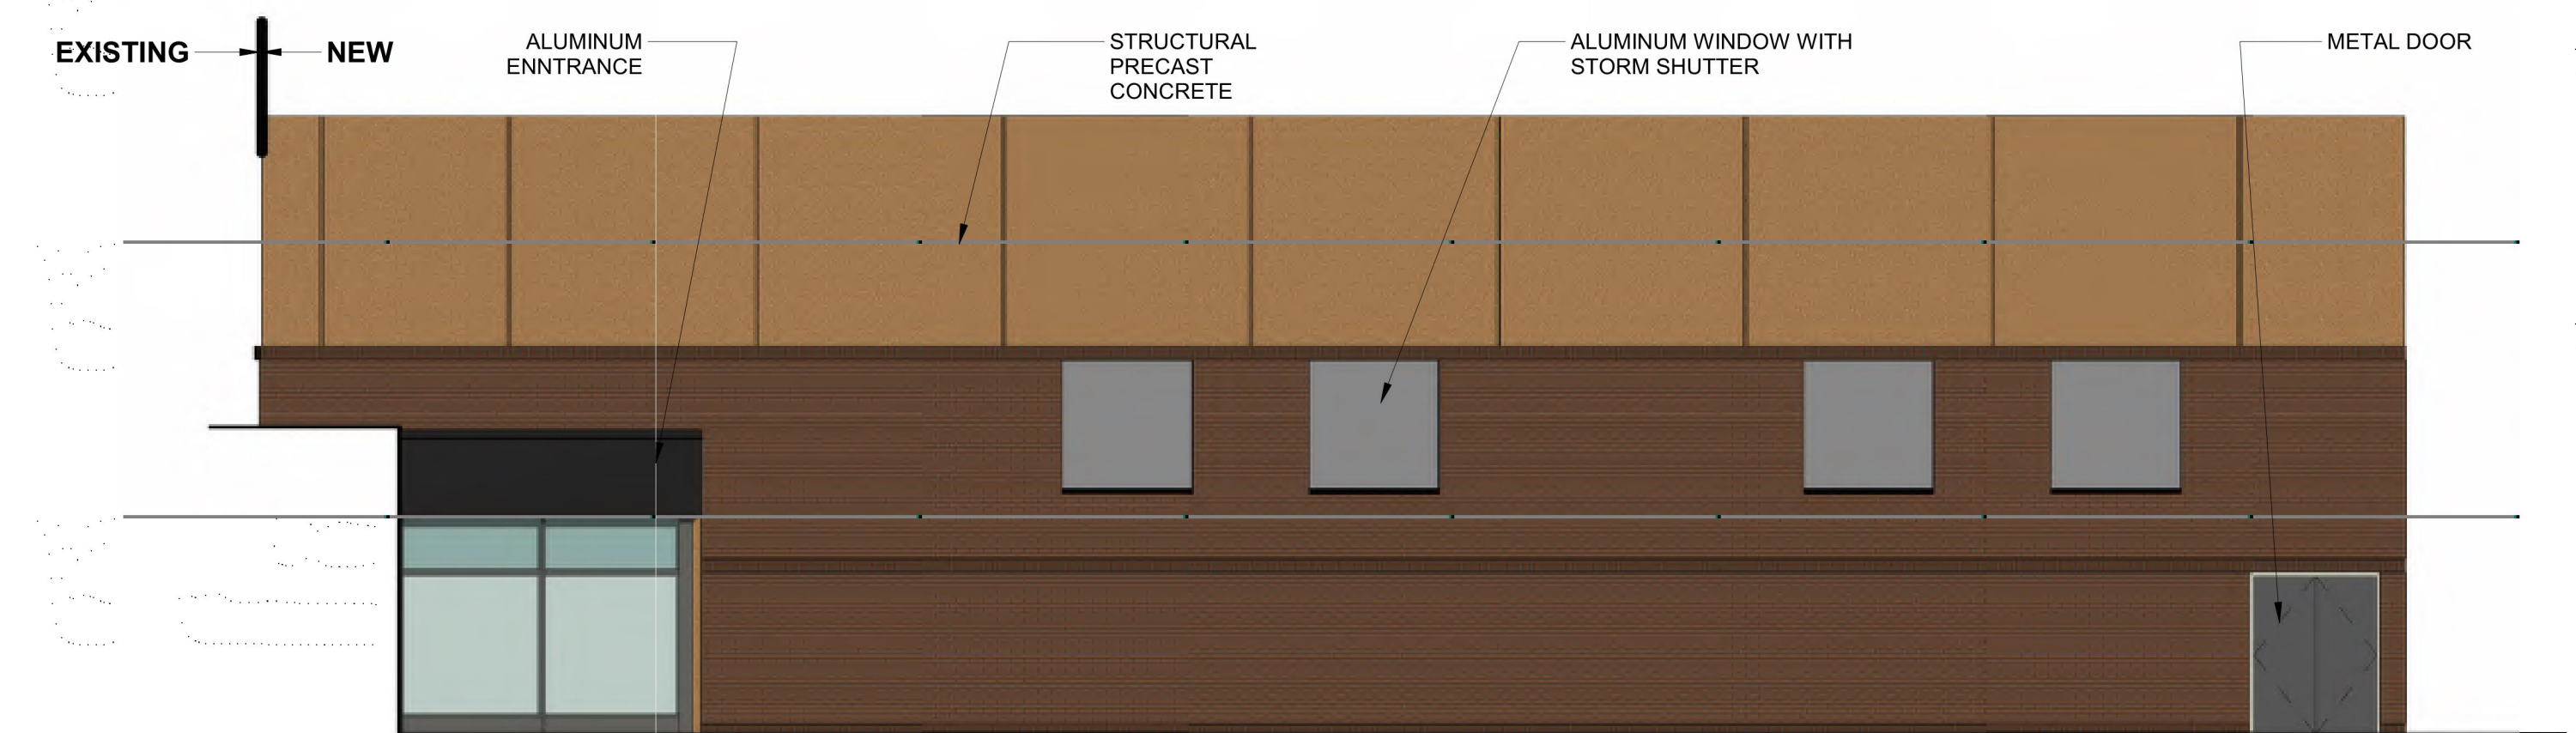 EXISTING
NEW
ALUMINUM
ENNTRANCE
STRUCTURAL
PRECAST
CONCRETE
ALUMINUM WINDOW WITH
STORM SHUTTER
METAL DOOR